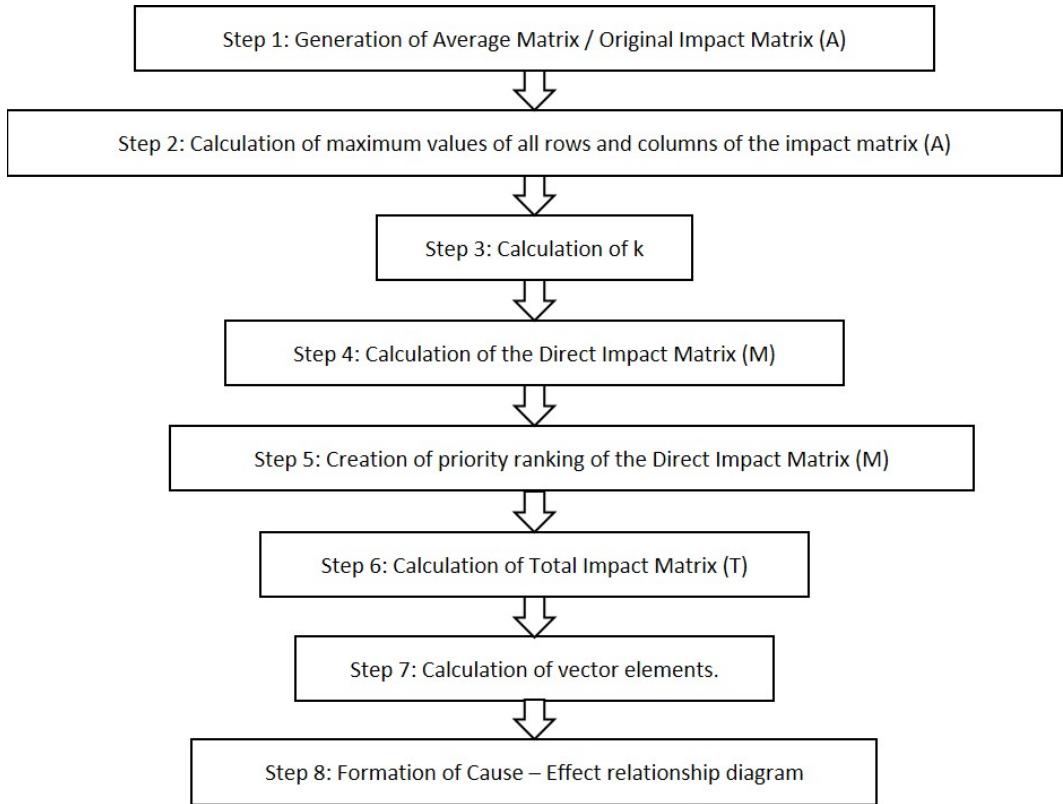 Step 1: Generation of Average Matrix / Original Impact Matrix (A)
Step 2: Calculation of maximum values of all rows and columns of the impact matrix (A)
Step 3: Calculation of k
Step 4: Calculation of the Direct Impact Matrix (M)
Step 5: Creation of priority ranking of the Direct Impact Matrix (M)
Step 6: Calculation of Total Impact Matrix (T)
Step 7: Calculation of vector elements.
Step 8: Formation of Cause – Effect relationship diagram